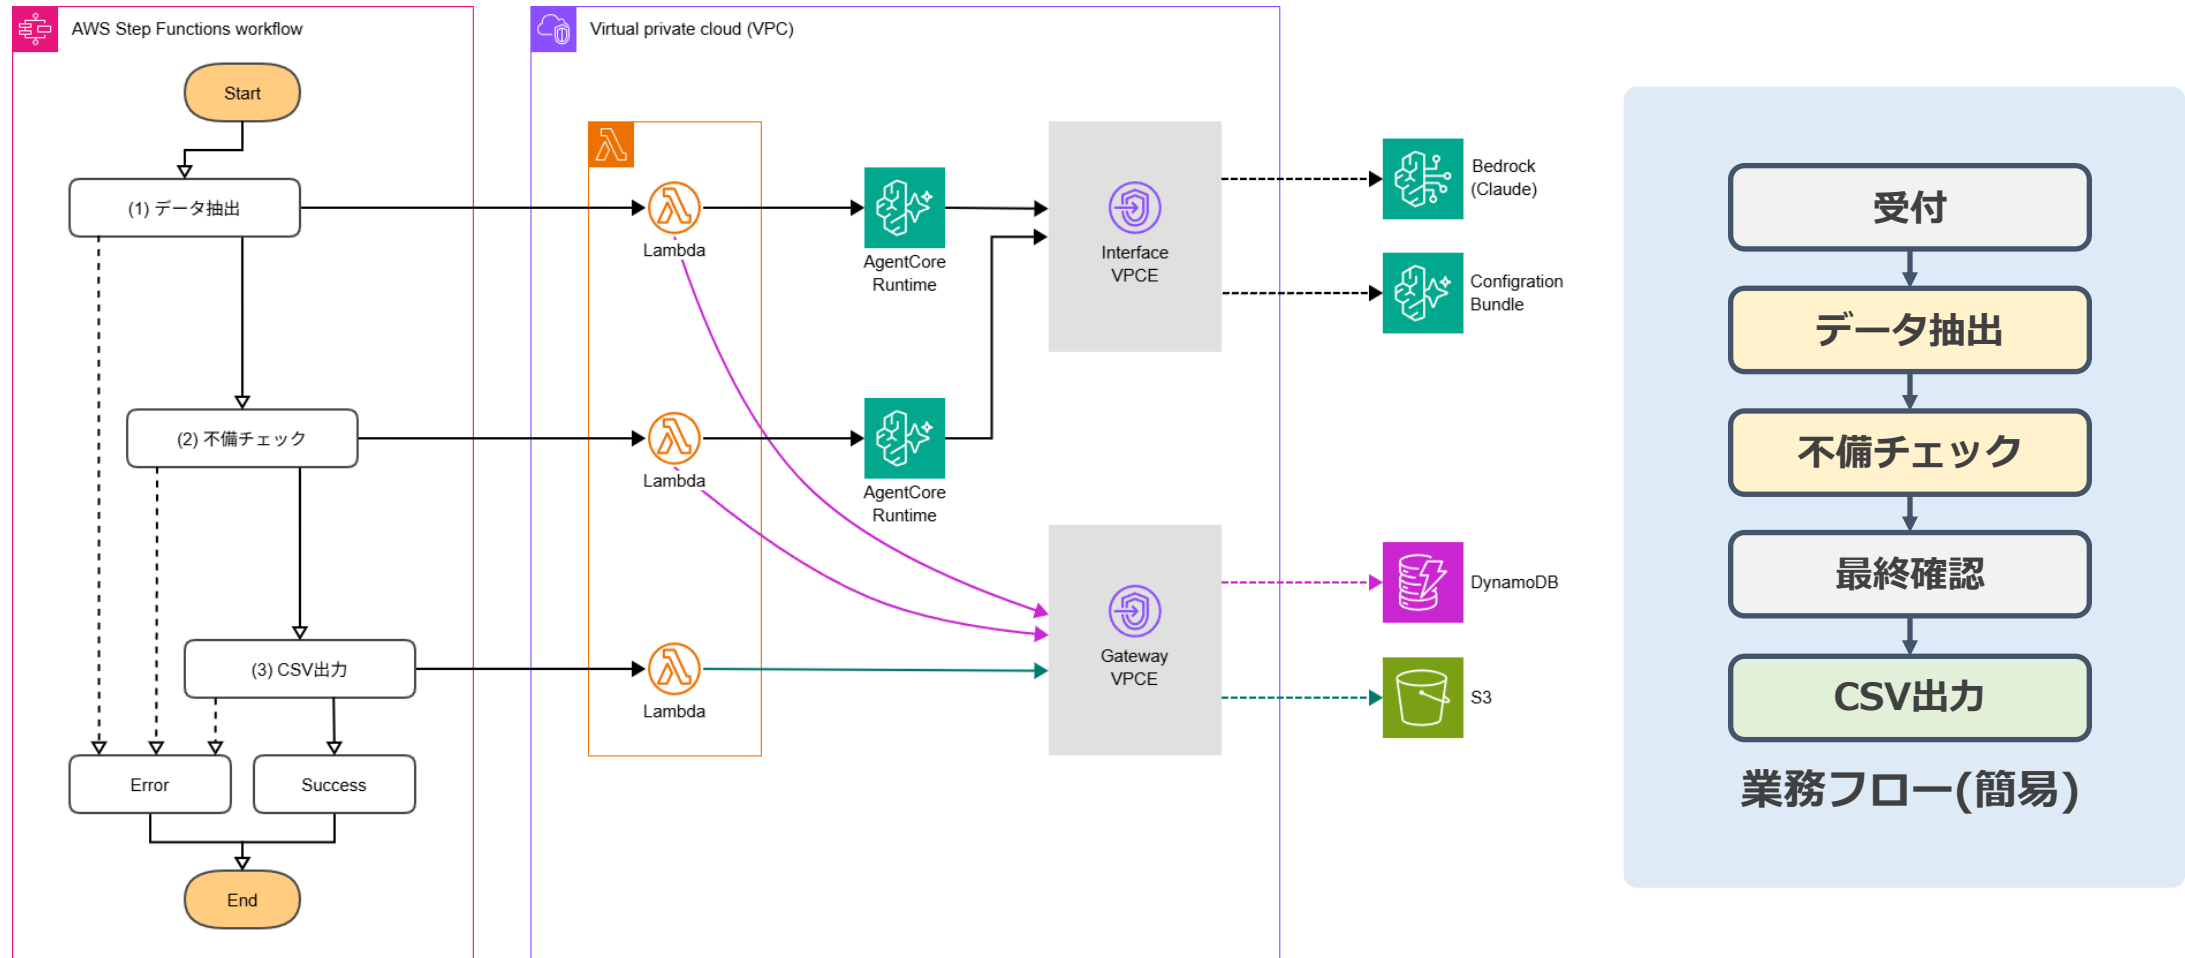 AWS Step Functions workflow
Start
(1) データ抽出
(2) 不備チェック
(3) CSV出力
Error
Success
End
Virtual private cloud (VPC)
Lambda
AgentCore
Runtime
Lambda
AgentCore
Runtime
Lambda
Interface
VPCE
Gateway
VPCE
Bedrock
(Claude)
Configration
Bundle
DynamoDB
S3
受付
データ抽出
不備チェック
最終確認
CSV出力
業務フロー(簡易)